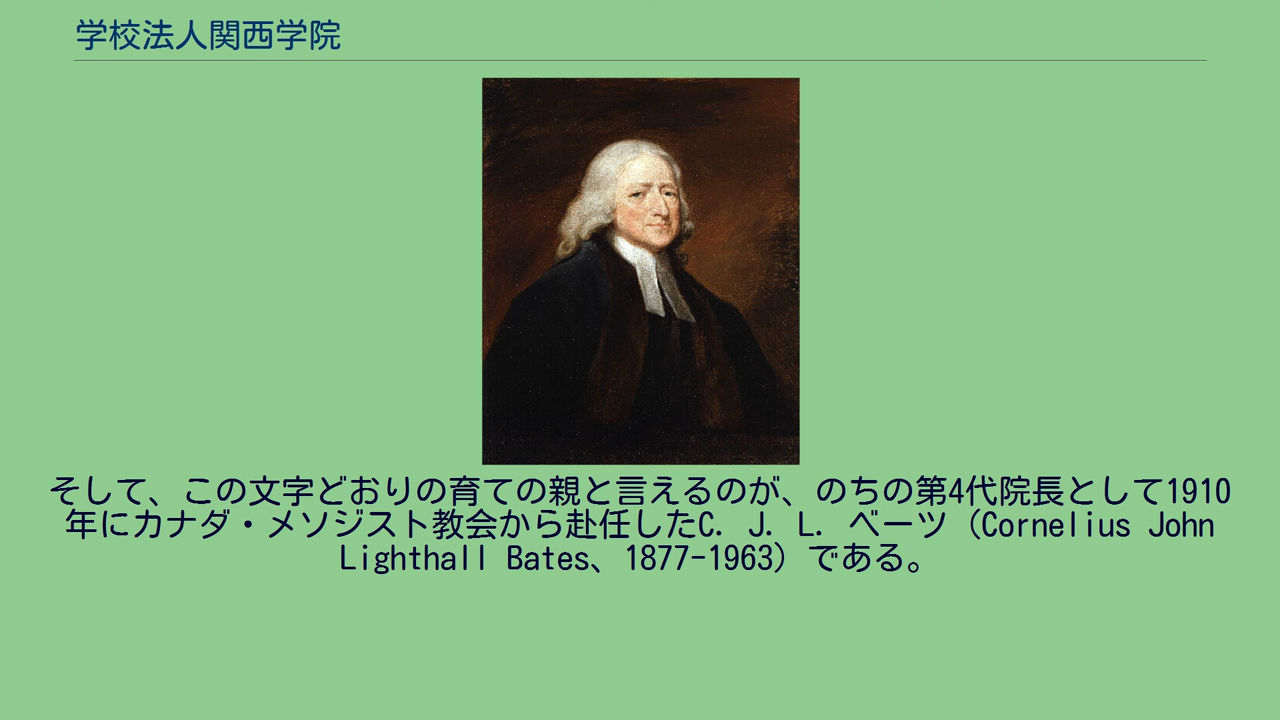 学校法人関西学院
そして、この文字どおりの育ての親と言えるのが、のちの第4代院長として1910
年にカナダ・メソジスト教会から赴任したC. J. L. ベーツ（Cornelius John
Lighthall Bates、1877-1963）である。